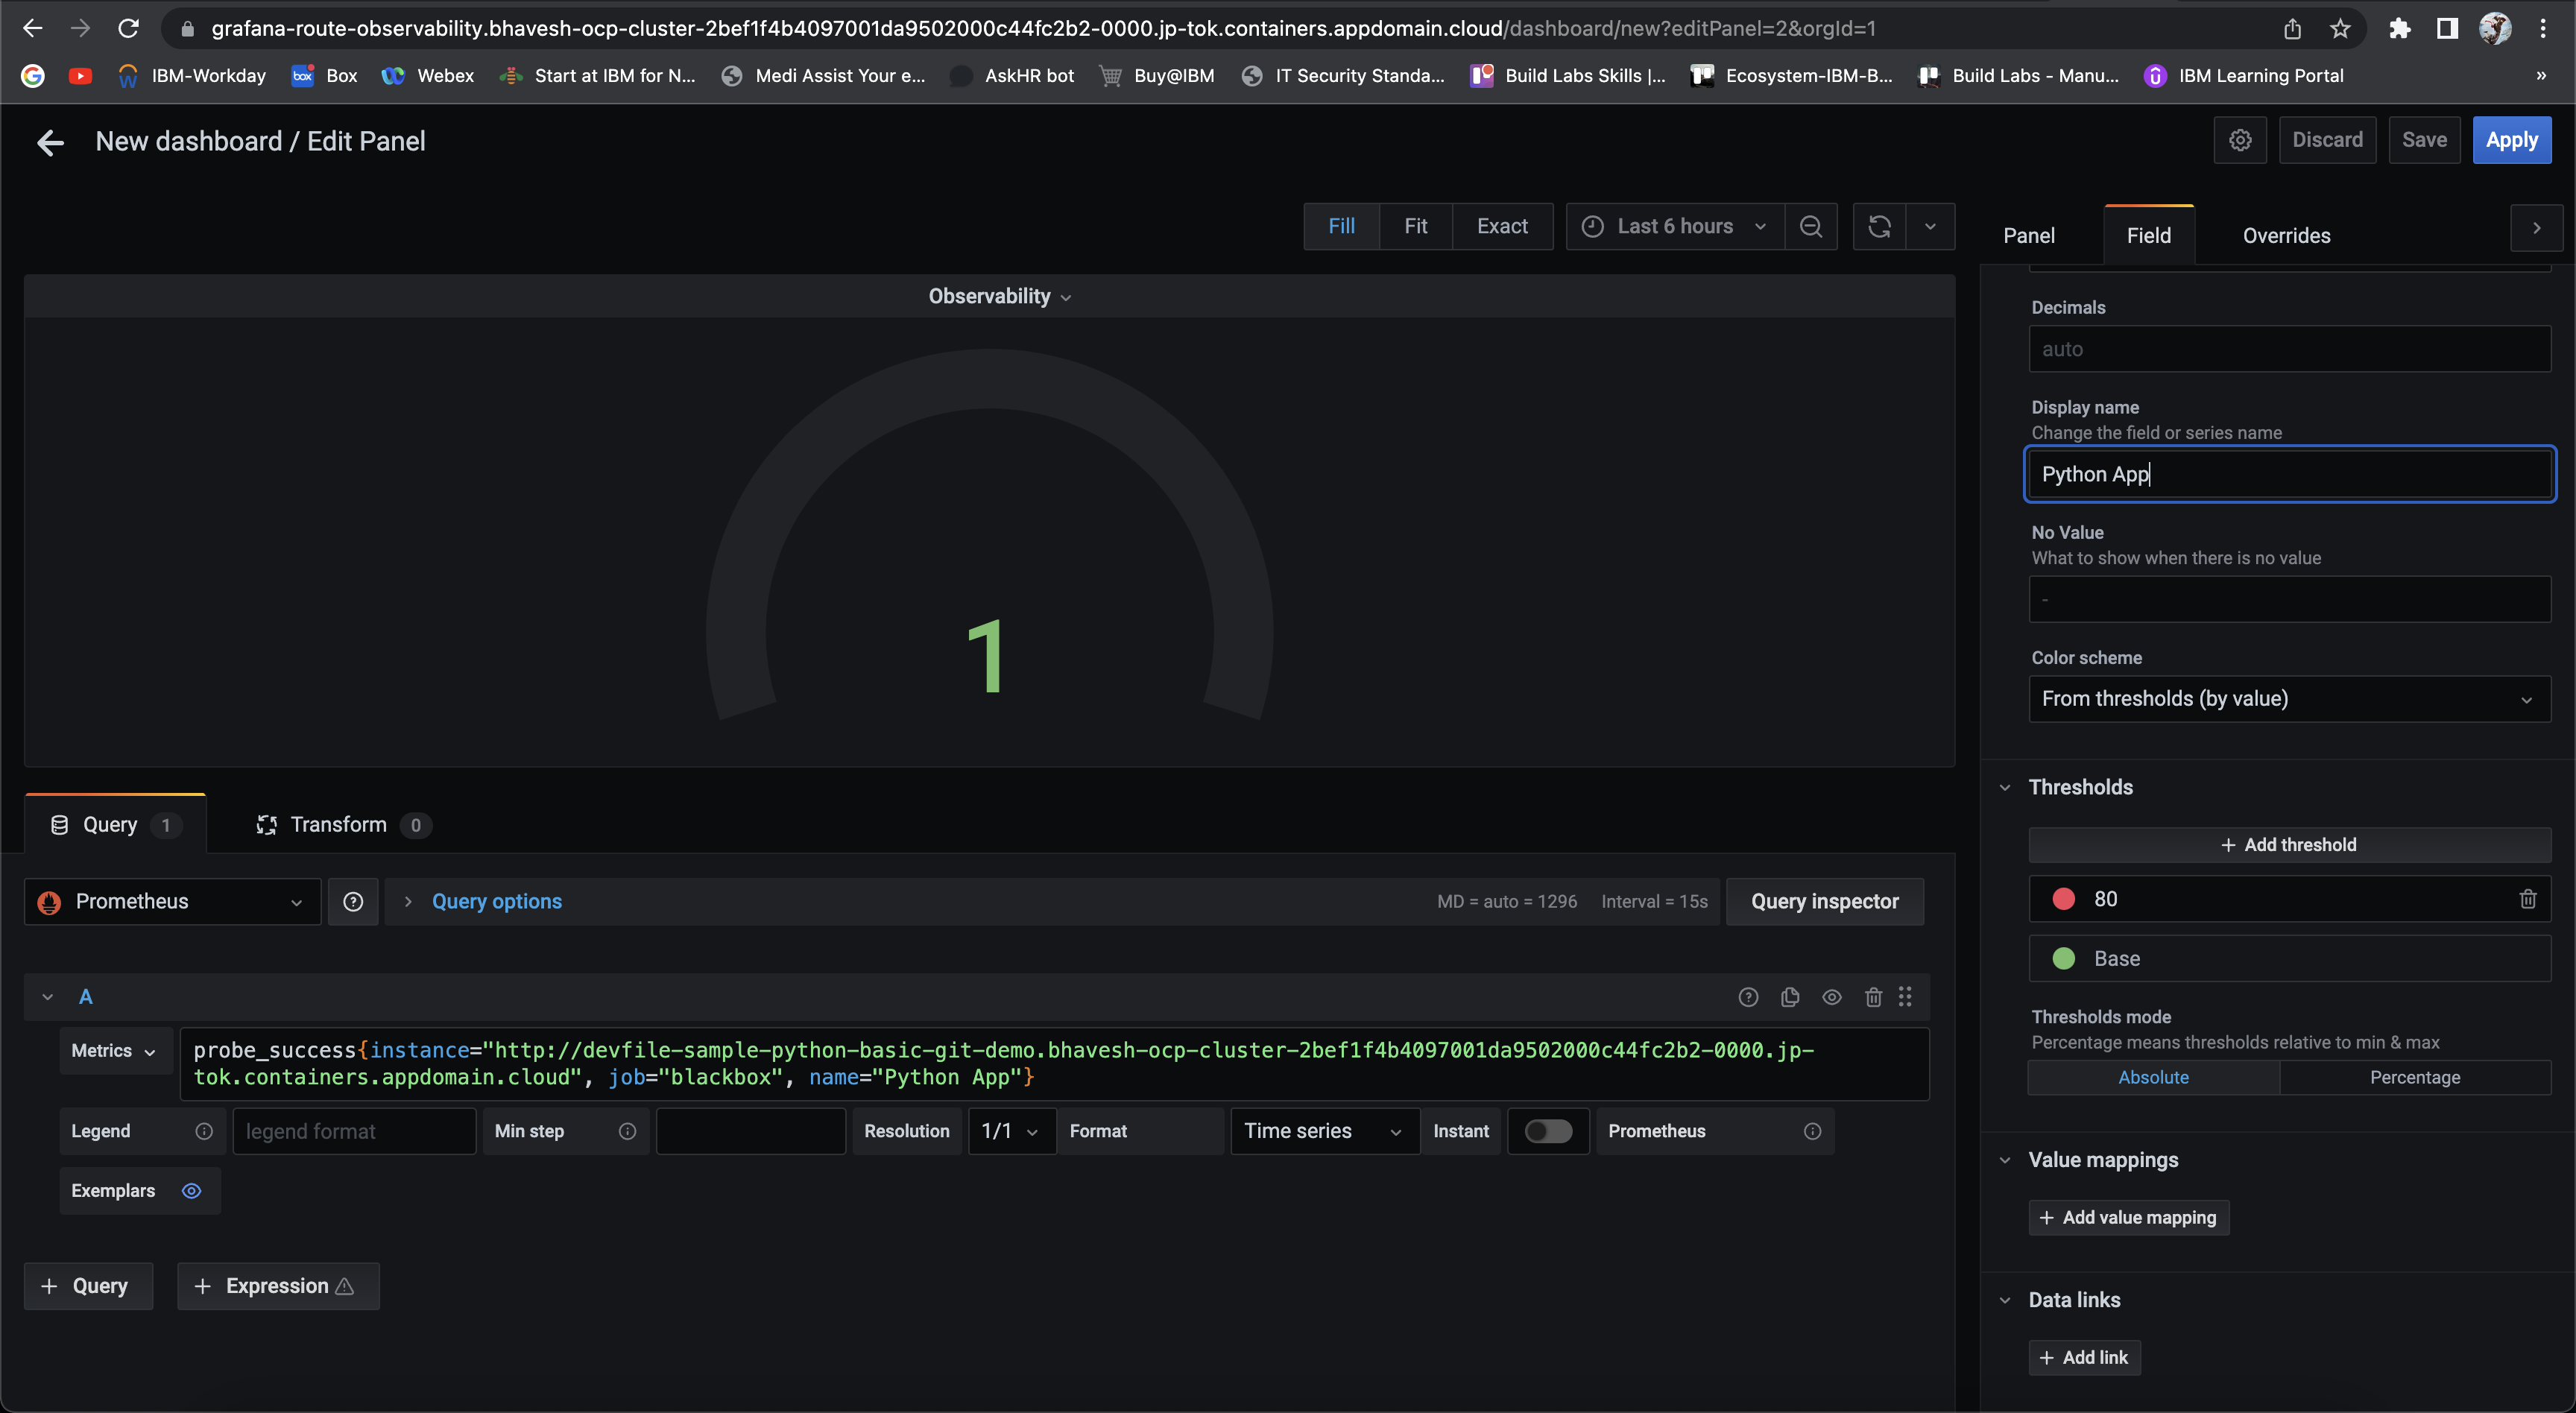 grafana-route-observability.bhavesh-ocp-cluster-2bef1f4b4097001da9502000c44fc2b2-0000.jp-tok.containers.appdomain.cloud/dashboard/new?editPanel=2&orgId=1
IBM-Workday box Box Webex Start at IBM for N... Medi Assist Your e... AskHR bot Buy@IBM IT Security Standa... Build Labs Skills |... Ecosystem-IBM-B... Build Labs - Manu... IBM Learning Portal »
New dashboard / Edit Panel
Discard Save Apply
Fill Fit Exact Last 6 hours
Panel Field Overrides
Observability
1
Decimals
auto
Display name
Change the field or series name
Python App
No Value
What to show when there is no value
-
Color scheme
From thresholds (by value)
Thresholds
+ Add threshold
80
Base
Thresholds mode
Percentage means thresholds relative to min & max
Absolute Percentage
Value mappings
+ Add value mapping
Data links
+ Add link
Query 1 Transform 0
Prometheus Query options MD = auto = 1296 Interval = 15s Query inspector
A
Metrics
probe_success{instance="http://devfile-sample-python-basic-git-demo.bhavesh-ocp-cluster-2bef1f4b4097001da9502000c44fc2b2-0000.jp-
tok.containers.appdomain.cloud", job="blackbox", name="Python App"}
Legend legend format Min step Resolution 1/1 Format Time series Instant Prometheus
Exemplars
+ Query + Expression